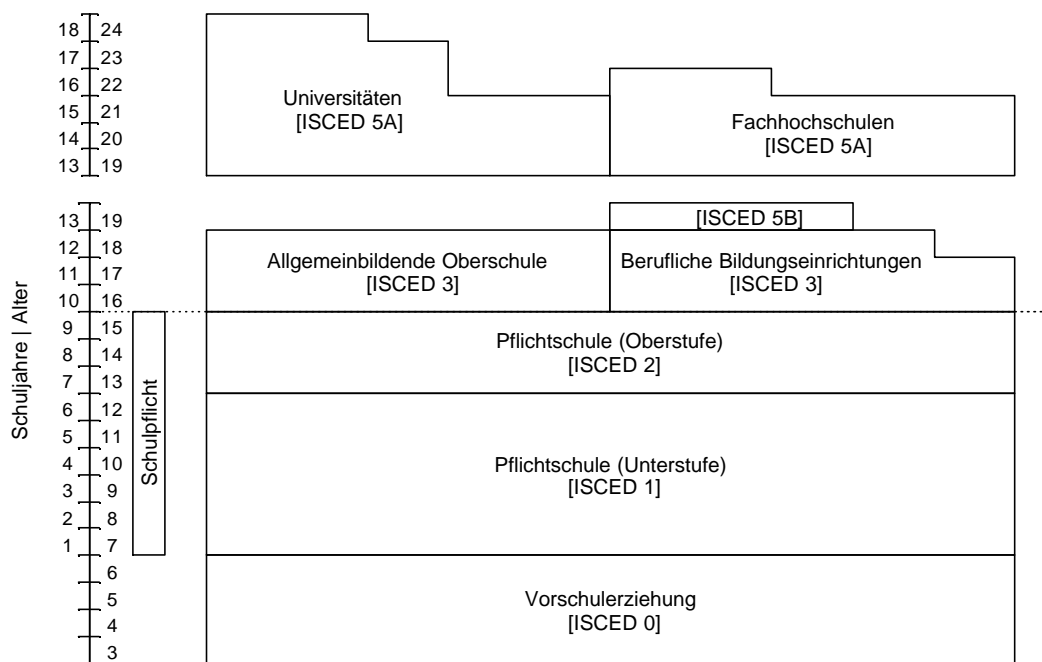 18 24
17 23
16 22
15 21
14 20
13 19
Universitäten
[ISCED 5A]
Fachhochschulen
[ISCED 5A]
13 19
12 18
11 17
10 16
[ISCED 5B]
Allgemeinbildende Oberschule
[ISCED 3]
Berufliche Bildungseinrichtungen
[ISCED 3]
Schuljahre | Alter
9 15
8 14
7 13
6 12
5 11
4 10
3 9
2 8
1 7
6
5
4
3
Schulpflicht
Pflichtschule (Oberstufe)
[ISCED 2]
Pflichtschule (Unterstufe)
[ISCED 1]
Vorschulerziehung
[ISCED 0]